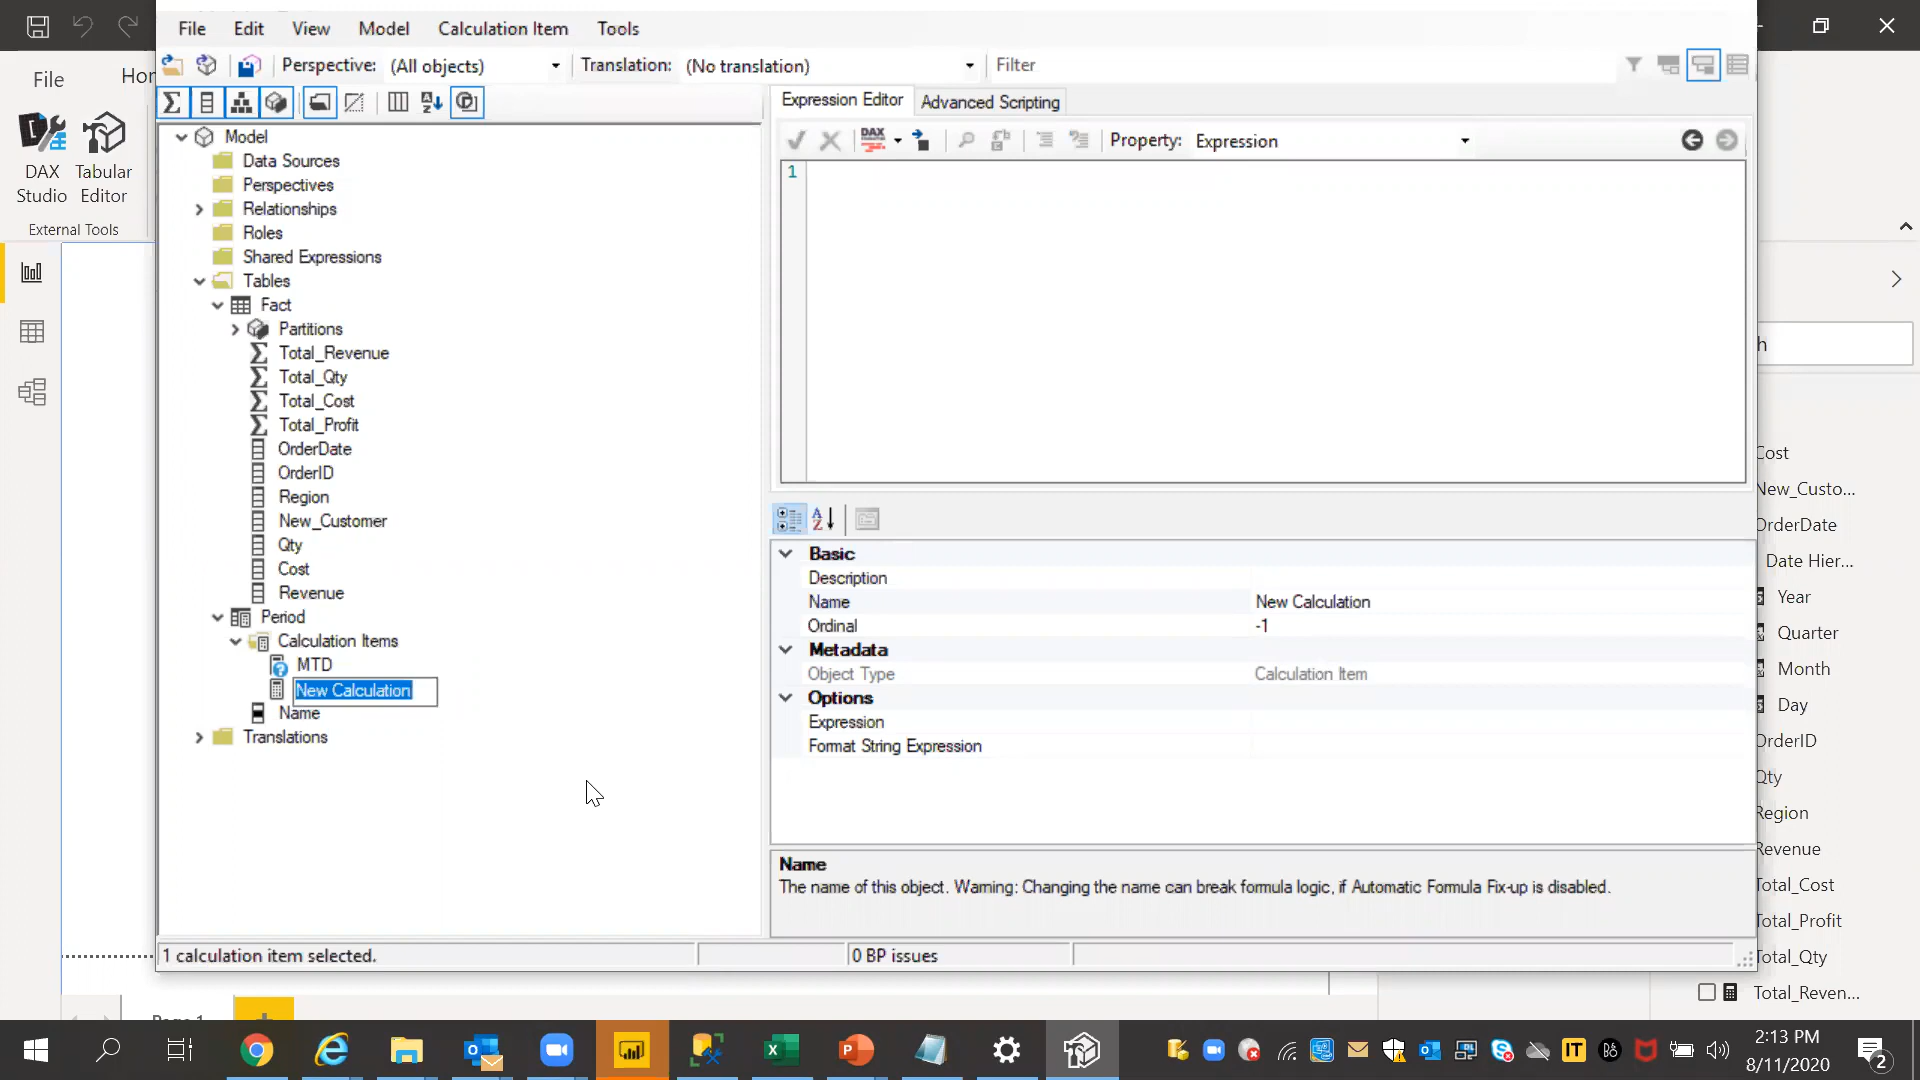 File Edit View Model Calculation Item Tools
File Hor
Perspective: (All objects) Translation: (No translation) Filter
Expression Editor Advanced Scripting
DAX Property: Expression
1
Model
Data Sources
Perspectives
Relationships
Roles
Shared Expressions
Tables
Fact
Partitions
Total_Revenue
Total_Qty
Total_Cost
Total_Profit
OrderDate
OrderID
Region
New_Customer
Qty
Cost
Revenue
Period
Calculation Items
MTD
New Calculation
Name
Translations
DAX Studio
Tabular Editor
External Tools
Basic
Description
Name New Calculation
Ordinal -1
Metadata
Object Type Calculation Item
Options
Expression
Format String Expression
Name
The name of this object. Warning: Changing the name can break formula logic, if Automatic Formula Fix-up is disabled.
1 calculation item selected. 0 BP issues
h
Cost
New_Custo...
OrderDate
Date Hier...
Year
Quarter
Month
Day
OrderID
Qty
Region
Revenue
Total_Cost
Total_Profit
Total_Qty
Total_Reven...
2:13 PM
8/11/2020
2